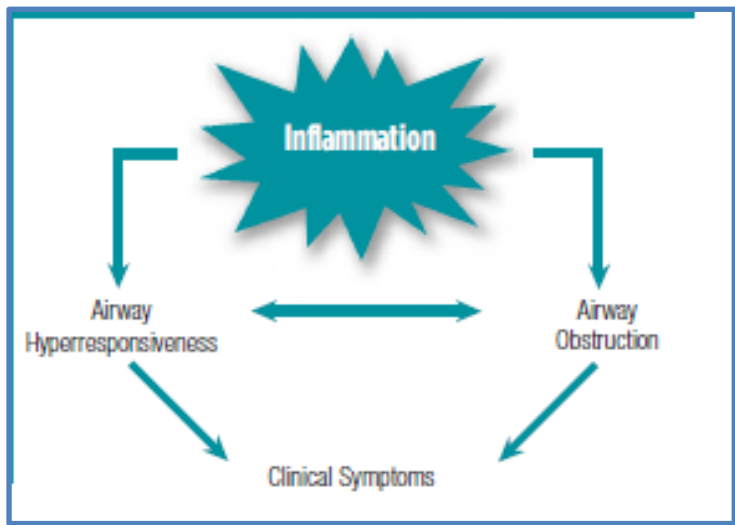 Inflammation
Airway
Hyperresponsiveness
Airway
Obstruction
Clinical Symptoms